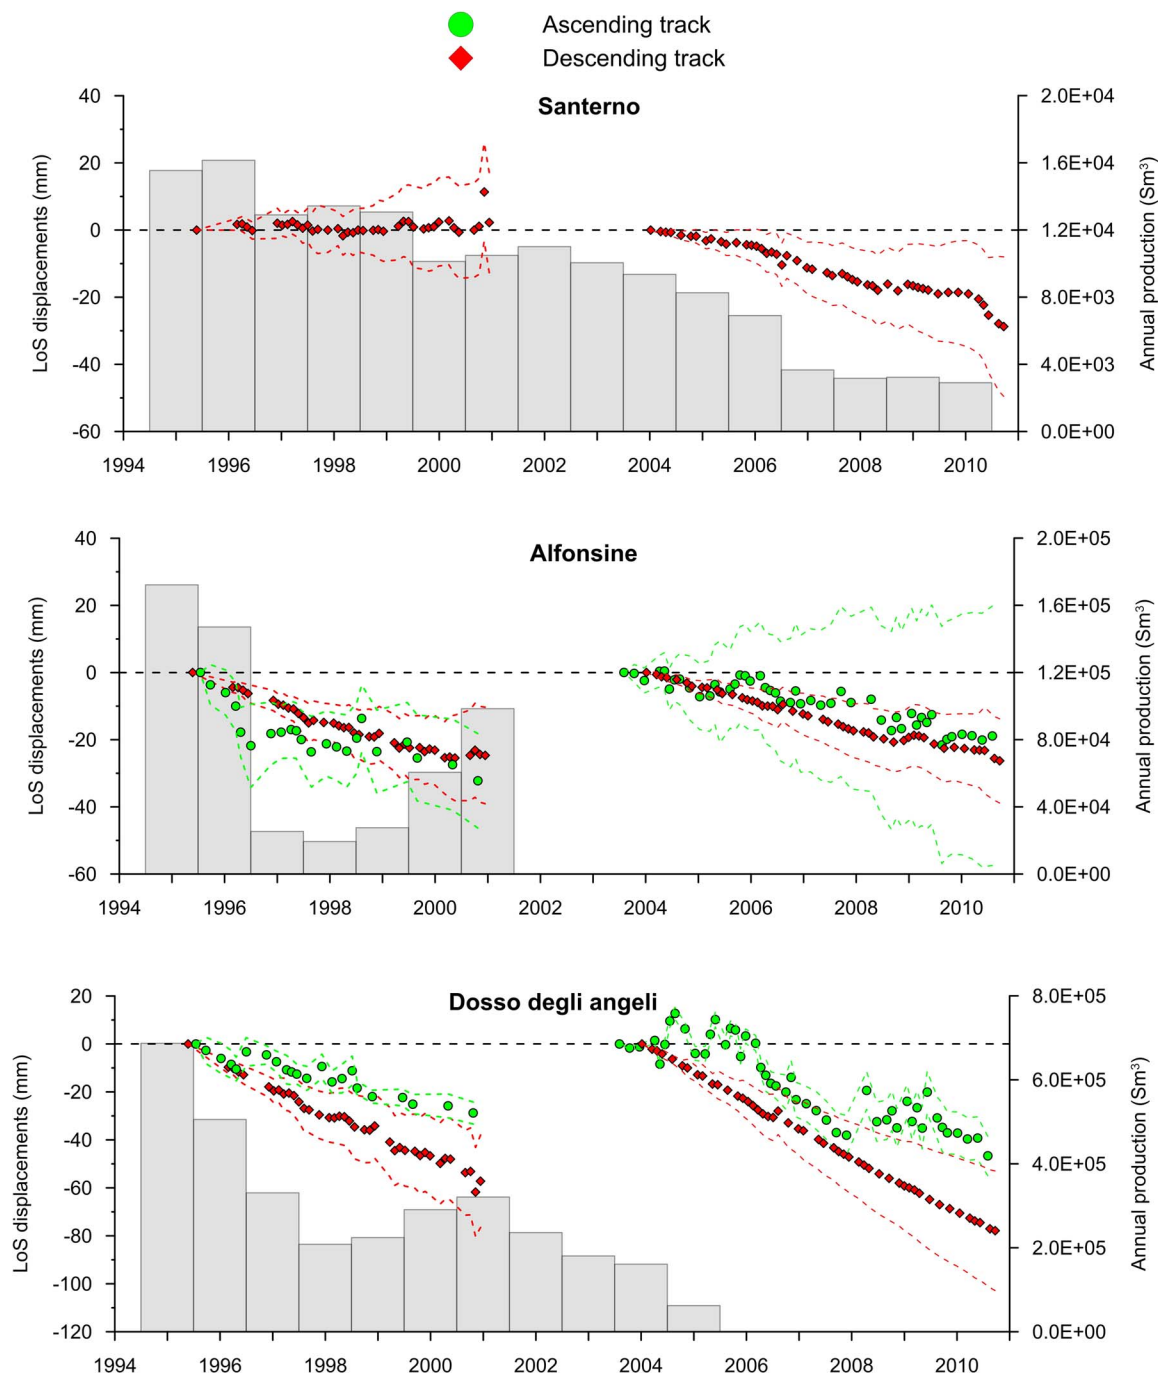 Ascending track
Descending track
Santerno
40
20
0
-20
-40
-60
LoS displacements (mm)
2.0E+04
1.6E+04
1.2E+04
8.0E+03
4.0E+03
0.0E+00
Annual production (Sm³)
1994 1996 1998 2000 2002 2004 2006 2008 2010
Alfonsine
40
20
0
-20
-40
-60
LoS displacements (mm)
2.0E+05
1.6E+05
1.2E+05
8.0E+04
4.0E+04
0.0E+00
Annual production (Sm³)
1994 1996 1998 2000 2002 2004 2006 2008 2010
Dosso degli angeli
20
0
-20
-40
-60
-80
-100
-120
LoS displacements (mm)
8.0E+05
6.0E+05
4.0E+05
2.0E+05
0.0E+00
Annual production (Sm³)
1994 1996 1998 2000 2002 2004 2006 2008 2010